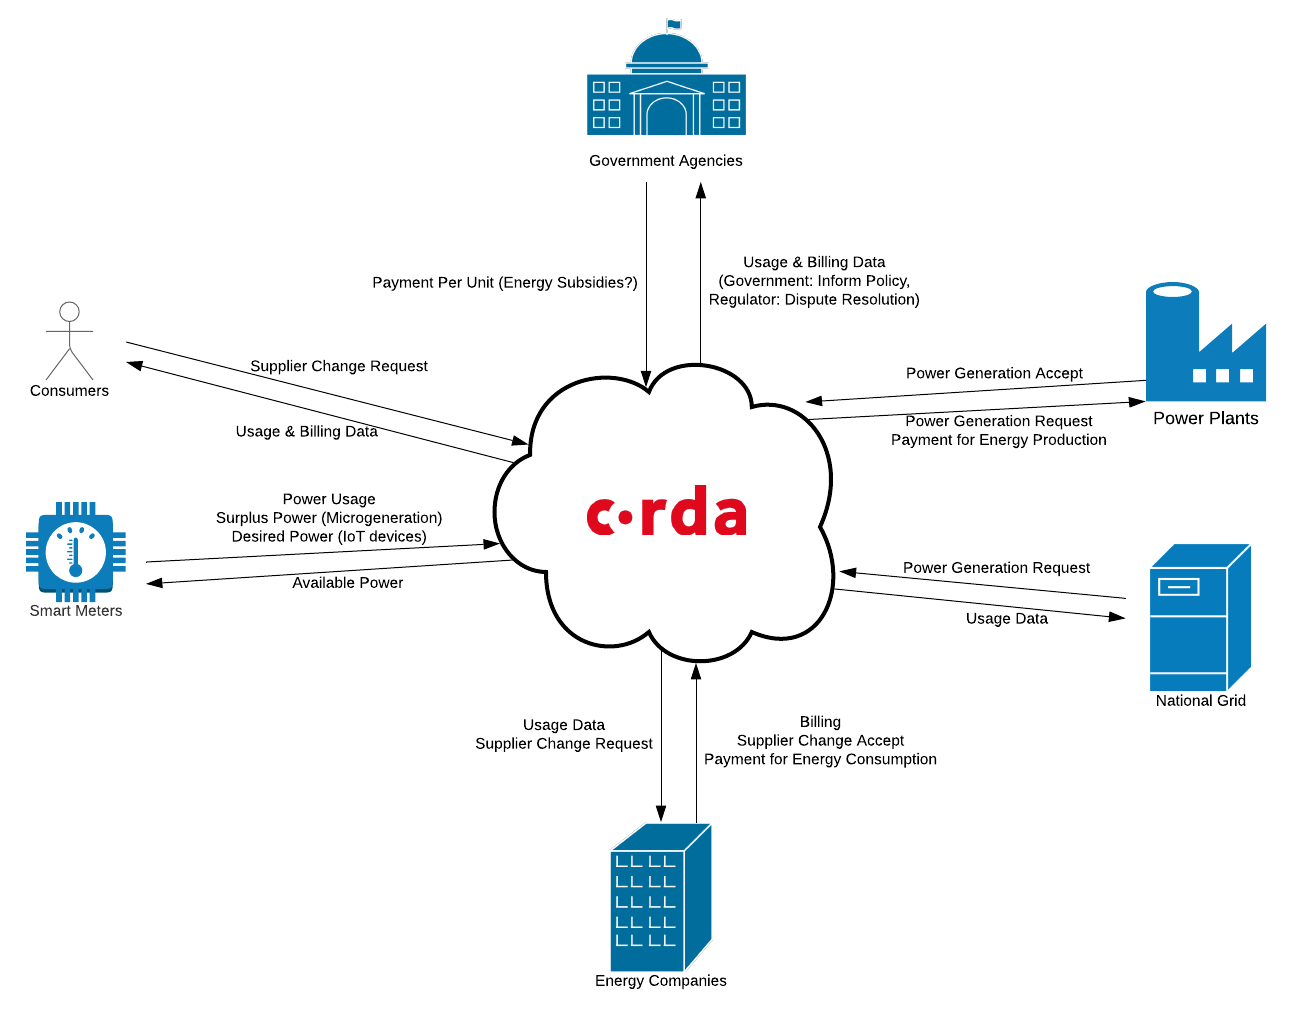 Government Agencies
Payment Per Unit (Energy Subsidies?)
Usage & Billing Data
(Government: Inform Policy,
Regulator: Dispute Resolution)
Consumers
Supplier Change Request
Usage & Billing Data
Power Generation Accept
Power Generation Request
Payment for Energy Production
Power Plants
c·rda
Power Usage
Surplus Power (Microgeneration)
Desired Power (IoT devices)
Available Power
Smart Meters
Power Generation Request
Usage Data
National Grid
Usage Data
Supplier Change Request
Billing
Supplier Change Accept
Payment for Energy Consumption
Energy Companies